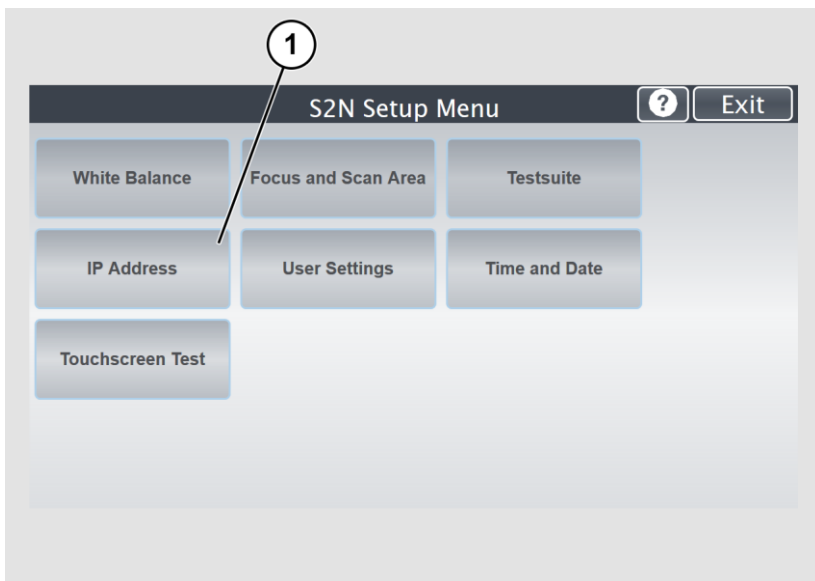 1
S2N Setup Menu ? Exit
White Balance Focus and Scan Area Testsuite
IP Address User Settings Time and Date
Touchscreen Test